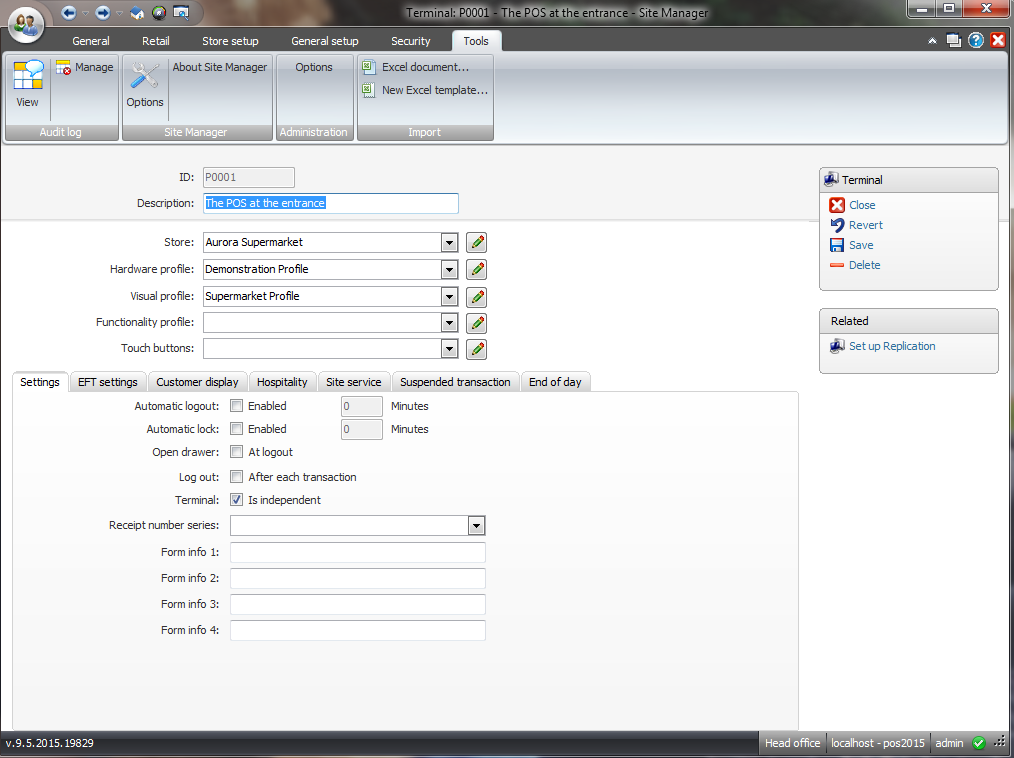 Terminal: P0001 - The POS at the entrance - Site Manager
General Retail Store setup General setup Security Tools
View
Manage
Audit log
Options
About Site Manager
Site Manager
Options
Administration
Excel document...
New Excel template...
Import
ID: P0001
Description: The POS at the entrance
Store: Aurora Supermarket
Hardware profile: Demonstration Profile
Visual profile: Supermarket Profile
Functionality profile:
Touch buttons:
Terminal
Close
Revert
Save
Delete
Related
Set up Replication
Settings EFT settings Customer display Hospitality Site service Suspended transaction End of day
Automatic logout: Enabled 0 Minutes
Automatic lock: Enabled 0 Minutes
Open drawer: At logout
Log out: After each transaction
Terminal: Is independent
Receipt number series:
Form info 1:
Form info 2:
Form info 3:
Form info 4:
v.9.5.2015.19829 Head office localhost - pos2015 admin